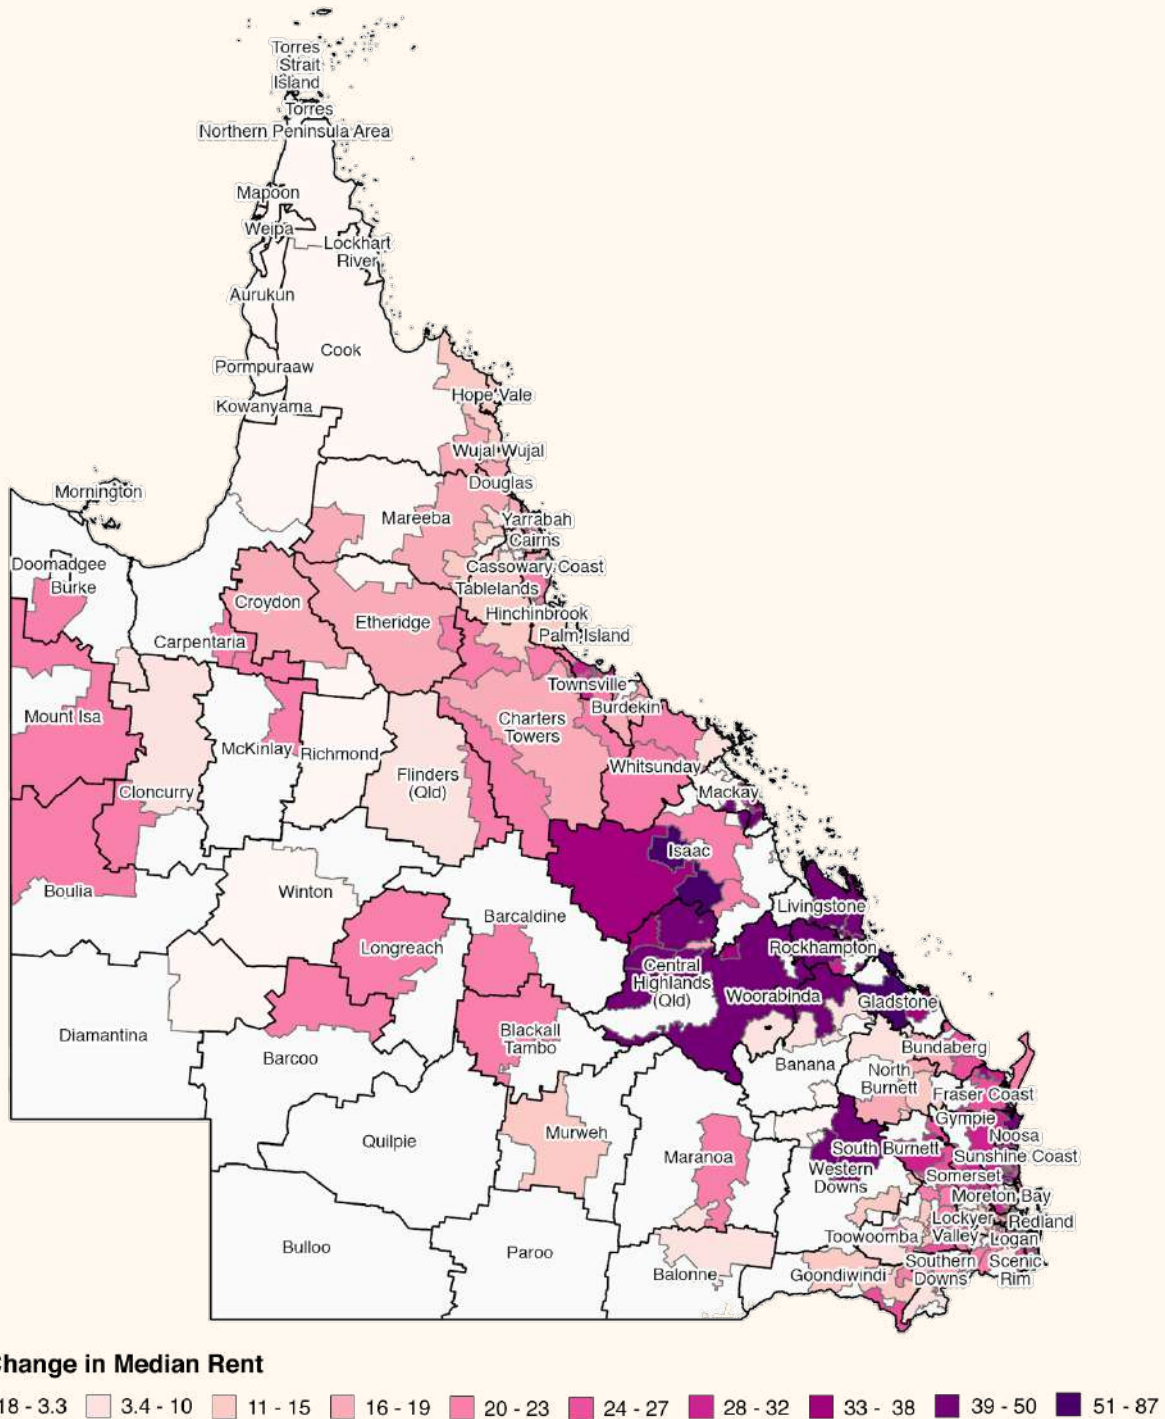 Torres
Strait
Island
Torres
Northern Peninsula Area
Mapoon
Weipa
Lockhart
River
Aurukun
Cook
Pormpuraaw
Hope Vale
Kowanyama
Wujal Wujal
Douglas
Mornington
Mareeba
Yarrabah
Cairns
Doomadgee
Cassowary Coast
Burke
Tablelands
Croydon
Hinchinbrook
Etheridge
Palm Island
Carpentaria
Townsville
Burdekin
Mount Isa
Charters
Towers
McKinlay
Richmond
Whitsunday
Flinders
(Qld)
Cloncurry
Mackay
Isaac
Boulia
Winton
Livingstone
Barcaldine
Longreach
Rockhampton
Central
Highlands
(Qld)
Woorabinda
Gladstone
Diamantina
Blackall
Tambo
Barcoo
Bundaberg
Banana
North
Burnett
Fraser Coast
Gympie
Quilpie
Murweh
Noosa
South Burnett
Maranoa
Sunshine Coast
Western
Downs
Somerset
Moreton Bay
Lockyer
Valley
Redland
Toowoomba
Logan
Bulloo
Paroo
Southern
Downs
Scenic
Rim
Balonne
Goondiwindi
hange in Median Rent
18 - 3.3
3.4 - 10
11 - 15
16 - 19
20 - 23
24 - 27
28 - 32
33 - 38
39 - 50
51 - 87